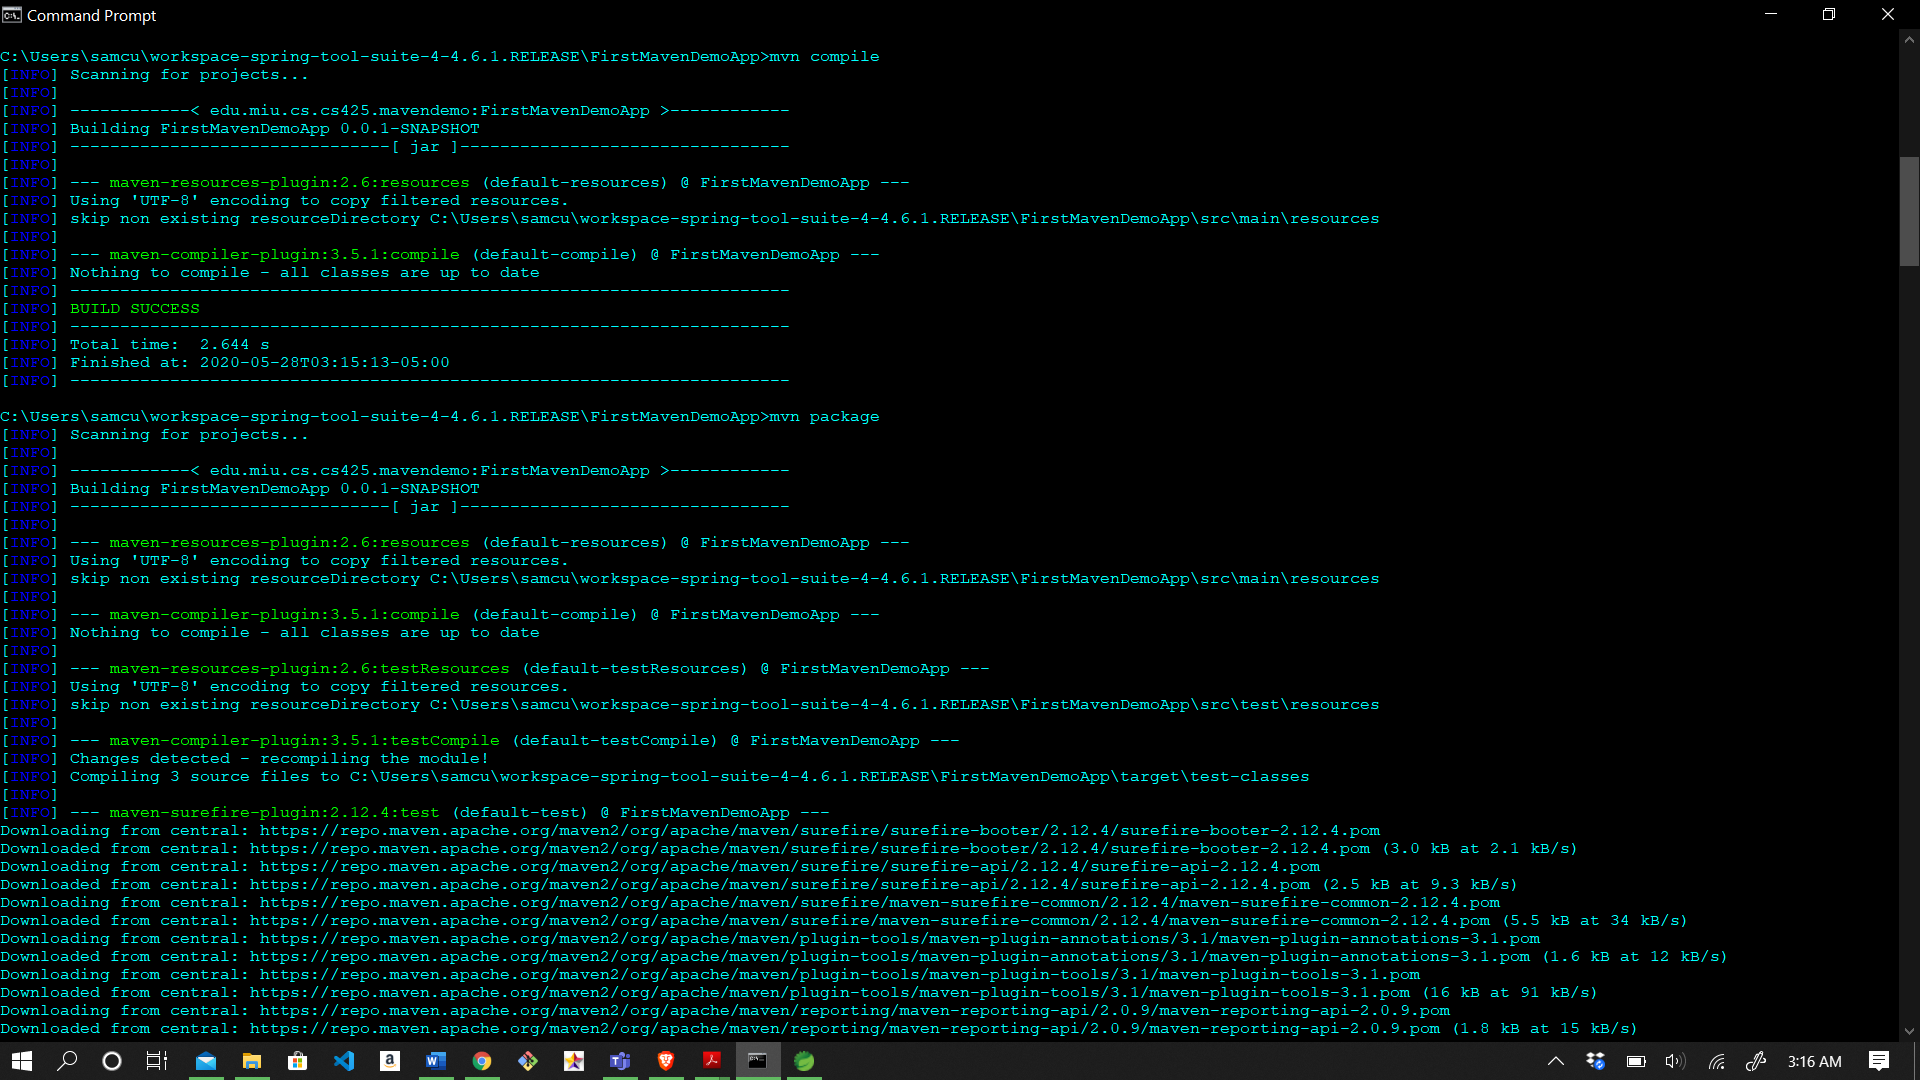 Command Prompt
C:\Users\samcu\workspace-spring-tool-suite-4-4.6.1.RELEASE\FirstMavenDemoApp>mvn compile
[INFO] Scanning for projects...
[INFO]
[INFO] ------------< edu.miu.cs.cs425.mavendemo:FirstMavenDemoApp >------------
[INFO] Building FirstMavenDemoApp 0.0.1-SNAPSHOT
[INFO] --------------------------------[ jar ]---------------------------------
[INFO]
[INFO] --- maven-resources-plugin:2.6:resources (default-resources) @ FirstMavenDemoApp ---
[INFO] Using 'UTF-8' encoding to copy filtered resources.
[INFO] skip non existing resourceDirectory C:\Users\samcu\workspace-spring-tool-suite-4-4.6.1.RELEASE\FirstMavenDemoApp\src\main\resources
[INFO]
[INFO] --- maven-compiler-plugin:3.5.1:compile (default-compile) @ FirstMavenDemoApp ---
[INFO] Nothing to compile - all classes are up to date
[INFO] ------------------------------------------------------------------------
[INFO] BUILD SUCCESS
[INFO] ------------------------------------------------------------------------
[INFO] Total time:  2.644 s
[INFO] Finished at: 2020-05-28T03:15:13-05:00
[INFO] ------------------------------------------------------------------------
C:\Users\samcu\workspace-spring-tool-suite-4-4.6.1.RELEASE\FirstMavenDemoApp>mvn package
[INFO] Scanning for projects...
[INFO]
[INFO] ------------< edu.miu.cs.cs425.mavendemo:FirstMavenDemoApp >------------
[INFO] Building FirstMavenDemoApp 0.0.1-SNAPSHOT
[INFO] --------------------------------[ jar ]---------------------------------
[INFO]
[INFO] --- maven-resources-plugin:2.6:resources (default-resources) @ FirstMavenDemoApp ---
[INFO] Using 'UTF-8' encoding to copy filtered resources.
[INFO] skip non existing resourceDirectory C:\Users\samcu\workspace-spring-tool-suite-4-4.6.1.RELEASE\FirstMavenDemoApp\src\main\resources
[INFO]
[INFO] --- maven-compiler-plugin:3.5.1:compile (default-compile) @ FirstMavenDemoApp ---
[INFO] Nothing to compile - all classes are up to date
[INFO]
[INFO] --- maven-resources-plugin:2.6:testResources (default-testResources) @ FirstMavenDemoApp ---
[INFO] Using 'UTF-8' encoding to copy filtered resources.
[INFO] skip non existing resourceDirectory C:\Users\samcu\workspace-spring-tool-suite-4-4.6.1.RELEASE\FirstMavenDemoApp\src\test\resources
[INFO]
[INFO] --- maven-compiler-plugin:3.5.1:testCompile (default-testCompile) @ FirstMavenDemoApp ---
[INFO] Changes detected - recompiling the module!
[INFO] Compiling 3 source files to C:\Users\samcu\workspace-spring-tool-suite-4-4.6.1.RELEASE\FirstMavenDemoApp\target\test-classes
[INFO]
[INFO] --- maven-surefire-plugin:2.12.4:test (default-test) @ FirstMavenDemoApp ---
Downloading from central: https://repo.maven.apache.org/maven2/org/apache/maven/surefire/surefire-booter/2.12.4/surefire-booter-2.12.4.pom
Downloaded from central: https://repo.maven.apache.org/maven2/org/apache/maven/surefire/surefire-booter/2.12.4/surefire-booter-2.12.4.pom (3.0 kB at 2.1 kB/s)
Downloading from central: https://repo.maven.apache.org/maven2/org/apache/maven/surefire/surefire-api/2.12.4/surefire-api-2.12.4.pom
Downloaded from central: https://repo.maven.apache.org/maven2/org/apache/maven/surefire/surefire-api/2.12.4/surefire-api-2.12.4.pom (2.5 kB at 9.3 kB/s)
Downloading from central: https://repo.maven.apache.org/maven2/org/apache/maven/surefire/maven-surefire-common/2.12.4/maven-surefire-common-2.12.4.pom
Downloaded from central: https://repo.maven.apache.org/maven2/org/apache/maven/surefire/maven-surefire-common/2.12.4/maven-surefire-common-2.12.4.pom (5.5 kB at 34 kB/s)
Downloading from central: https://repo.maven.apache.org/maven2/org/apache/maven/plugin-tools/maven-plugin-annotations/3.1/maven-plugin-annotations-3.1.pom
Downloaded from central: https://repo.maven.apache.org/maven2/org/apache/maven/plugin-tools/maven-plugin-annotations/3.1/maven-plugin-annotations-3.1.pom (1.6 kB at 12 kB/s)
Downloading from central: https://repo.maven.apache.org/maven2/org/apache/maven/plugin-tools/maven-plugin-tools/3.1/maven-plugin-tools-3.1.pom
Downloaded from central: https://repo.maven.apache.org/maven2/org/apache/maven/plugin-tools/maven-plugin-tools/3.1/maven-plugin-tools-3.1.pom (16 kB at 91 kB/s)
Downloading from central: https://repo.maven.apache.org/maven2/org/apache/maven/reporting/maven-reporting-api/2.0.9/maven-reporting-api-2.0.9.pom
Downloaded from central: https://repo.maven.apache.org/maven2/org/apache/maven/reporting/maven-reporting-api/2.0.9/maven-reporting-api-2.0.9.pom (1.8 kB at 15 kB/s)
3:16 AM